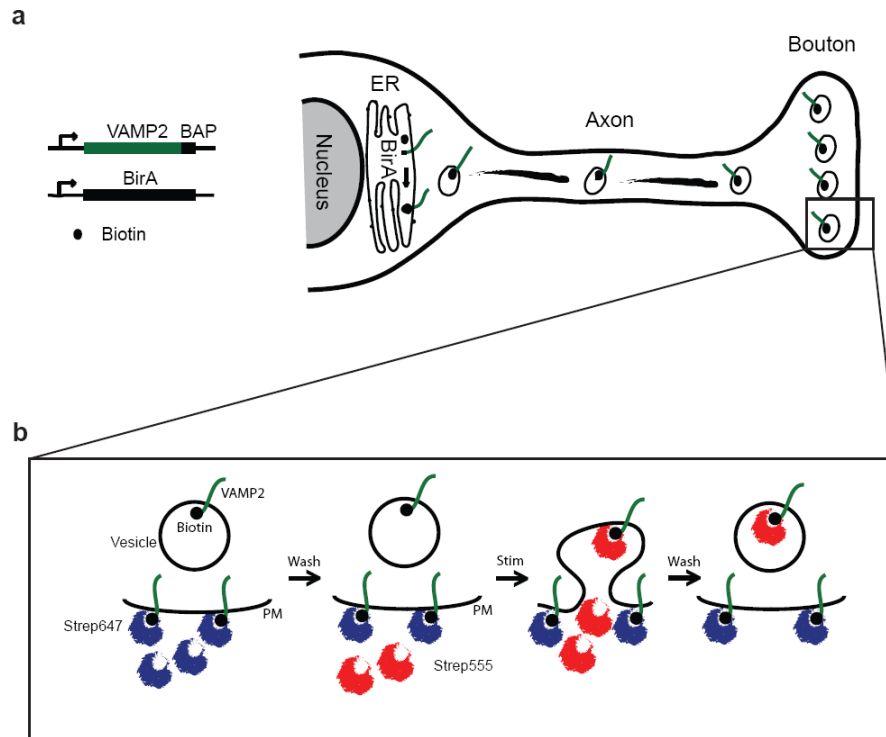 a
VAMP2 BAP
BirA
Biotin
Nucleus
ER
BirA
Axon
Bouton
b
VAMP2
Biotin
Vesicle
Strep647
PM
Wash
PM
Strep555
Stim
Wash